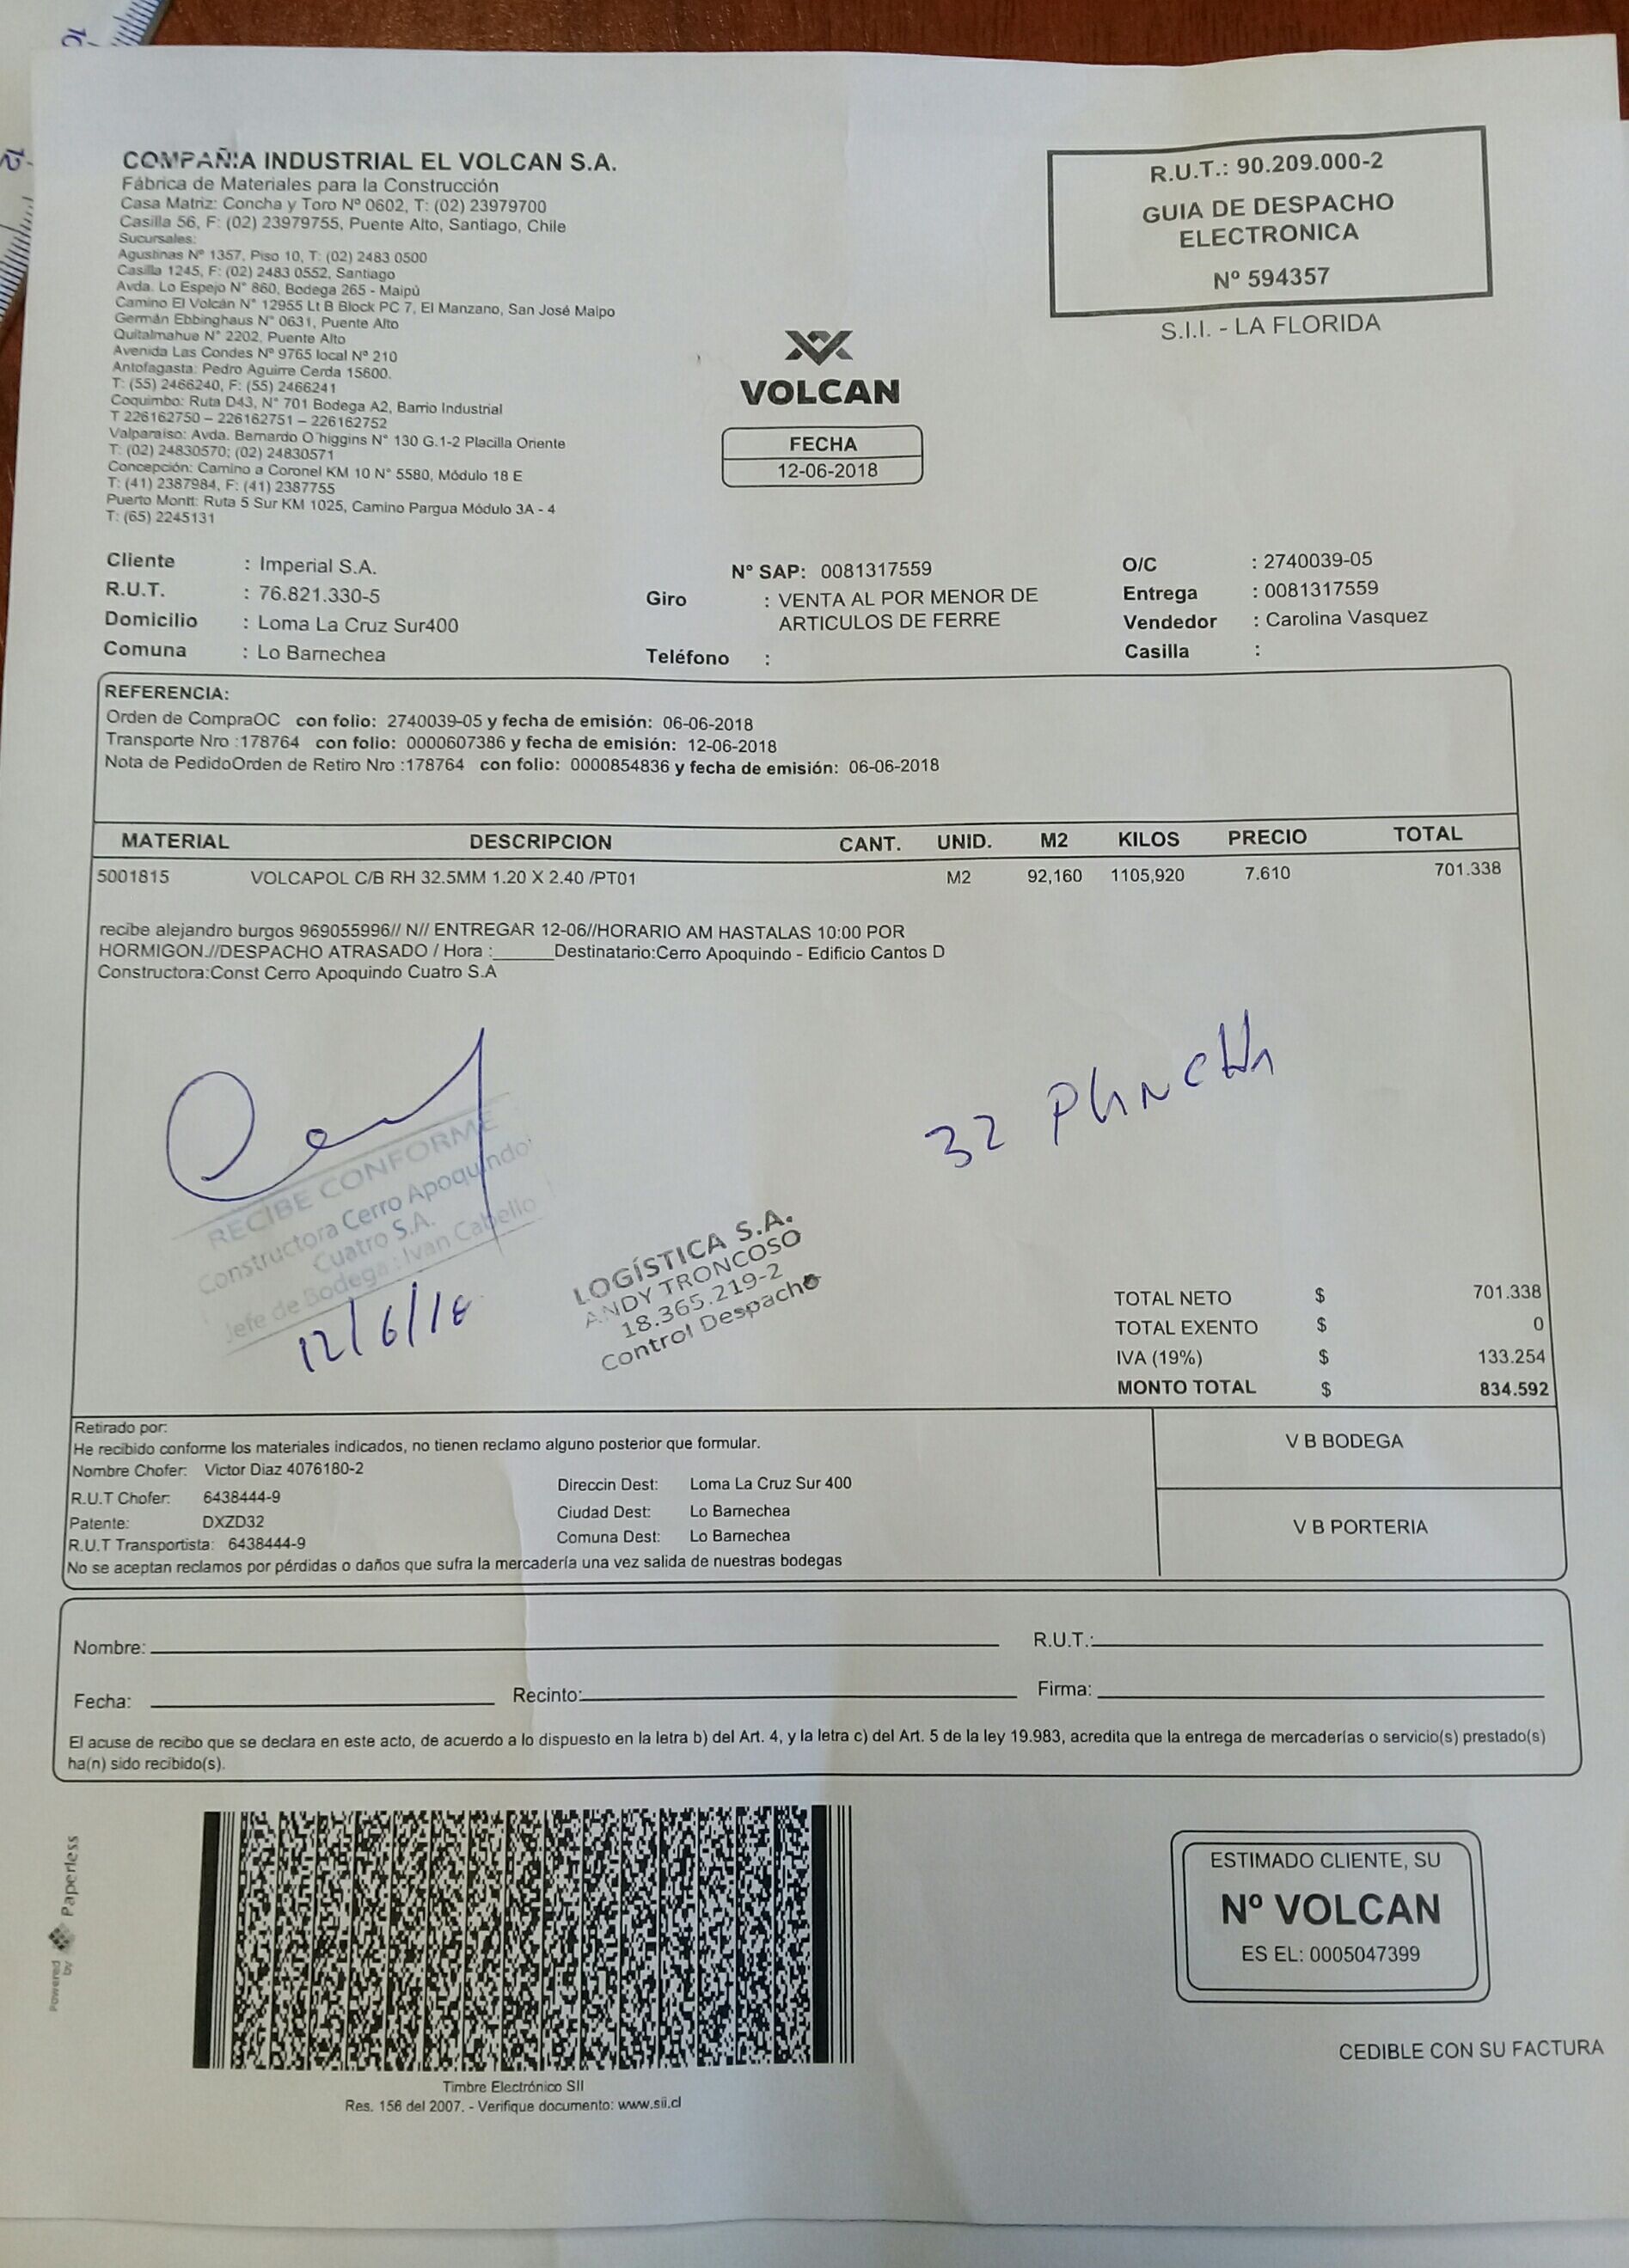 COMPAÑIA INDUSTRIAL EL VOLCAN S.A.
Fábrica de Materiales para la Construcción
Casa Matriz: Concha y Toro Nº 0602, T: (02) 23979700
Casilla 56, F: (02) 23979755, Puente Alto, Santiago, Chile
Sucursales:
Agustinas Nº 1357, Piso 10, T: (02) 2483 0500
Casilla 1245, F: (02) 2483 0552, Santiago
Avda. Lo Espejo N° 860, Bodega 265 - Maipú
Camino El Volcán N° 12955 Lt B Block PC 7, El Manzano, San José Maipo
Germán Ebbinghaus N° 0631, Puente Alto
Quitalmahue N° 2202, Puente Alto
Avenida Las Condes Nº 9765 local Nº 210
Antofagasta: Pedro Aguirre Cerda 15600.
T: (55) 2466240, F: (55) 2466241
Coquimbo: Ruta D43, N° 701 Bodega A2, Barrio Industrial
T 226162750 – 226162751 – 226162752
Valparaíso: Avda. Bernardo O´higgins N° 130 G.1-2 Placilla Oriente
T: (02) 24830570; (02) 24830571
Concepción: Camino a Coronel KM 10 N° 5580, Módulo 18 E
T: (41) 2387984, F: (41) 2387755
Puerto Montt: Ruta 5 Sur KM 1025, Camino Pargua Módulo 3A - 4
T: (65) 2245131
R.U.T.: 90.209.000-2
GUIA DE DESPACHO
ELECTRONICA
Nº 594357
S.I.I. - LA FLORIDA
VOLCAN
FECHA
12-06-2018
Cliente : Imperial S.A.
R.U.T. : 76.821.330-5
Domicilio : Loma La Cruz Sur400
Comuna : Lo Barnechea
Nº SAP: 0081317559
Giro : VENTA AL POR MENOR DE
ARTICULOS DE FERRE
Teléfono :
O/C : 2740039-05
Entrega : 0081317559
Vendedor : Carolina Vasquez
Casilla :
REFERENCIA:
Orden de CompraOC con folio: 2740039-05 y fecha de emisión: 06-06-2018
Transporte Nro :178764 con folio: 0000607386 y fecha de emisión: 12-06-2018
Nota de PedidoOrden de Retiro Nro :178764 con folio: 0000854836 y fecha de emisión: 06-06-2018
MATERIAL DESCRIPCION CANT. UNID. M2 KILOS PRECIO TOTAL
5001815 VOLCAPOL C/B RH 32.5MM 1.20 X 2.40 /PT01 M2 92,160 1105,920 7.610 701.338
recibe alejandro burgos 969055996// N// ENTREGAR 12-06//HORARIO AM HASTALAS 10:00 POR
HORMIGON.//DESPACHO ATRASADO / Hora :______Destinatario:Cerro Apoquindo - Edificio Cantos D
Constructora:Const Cerro Apoquindo Cuatro S.A
32 Plancha
RECIBE CONFORME
Constructora Cerro Apoquindo
Cuatro S.A.
Jefe de Bodega : Ivan Cabello
12/6/18
LOGÍSTICA S.A.
ANDY TRONCOSO
18.365.219-2
Control Despacho
TOTAL NETO $ 701.338
TOTAL EXENTO $ 0
IVA (19%) $ 133.254
MONTO TOTAL $ 834.592
Retirado por:
He recibido conforme los materiales indicados, no tienen reclamo alguno posterior que formular.
Nombre Chofer: Victor Diaz 4076180-2
R.U.T Chofer: 6438444-9
Patente: DXZD32
R.U.T Transportista: 6438444-9
Direccin Dest: Loma La Cruz Sur 400
Ciudad Dest: Lo Barnechea
Comuna Dest: Lo Barnechea
No se aceptan reclamos por pérdidas o daños que sufra la mercadería una vez salida de nuestras bodegas
V B BODEGA
V B PORTERIA
Nombre: R.U.T.:
Fecha: Recinto: Firma:
El acuse de recibo que se declara en este acto, de acuerdo a lo dispuesto en la letra b) del Art. 4, y la letra c) del Art. 5 de la ley 19.983, acredita que la entrega de mercaderías o servicio(s) prestado(s)
ha(n) sido recibido(s).
Powered by Paperless
Timbre Electrónico SII
Res. 156 del 2007. - Verifique documento: www.sii.cl
ESTIMADO CLIENTE, SU
Nº VOLCAN
ES EL: 0005047399
CEDIBLE CON SU FACTURA